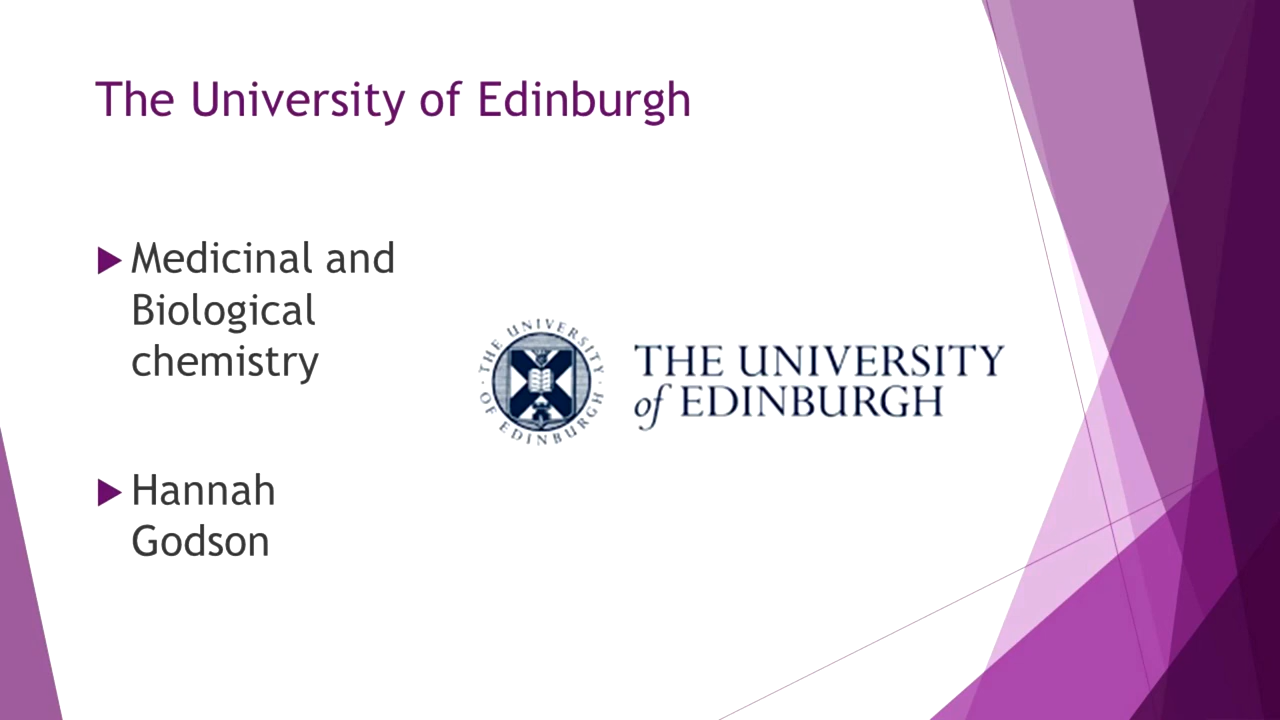 The University of Edinburgh
Medicinal and
Biological
chemistry
THE UNIVERSITY OF EDINBURGH
THE UNIVERSITY
of EDINBURGH
Hannah
Godson